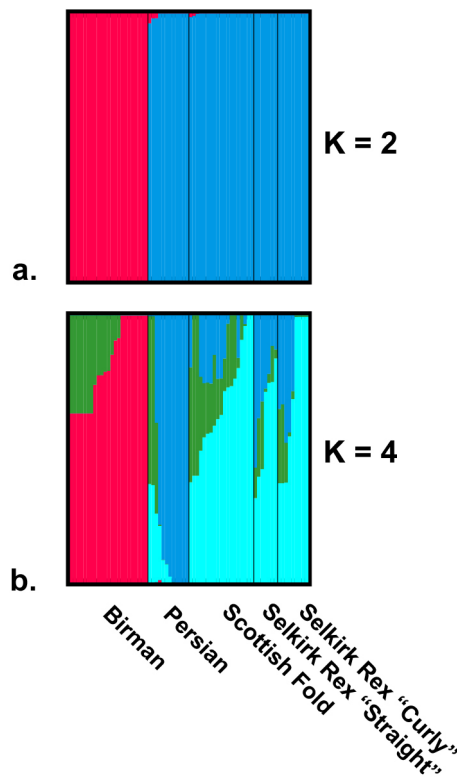 K = 2
a.
K = 4
b.
Birman
Persian
Scottish Fold
Selkirk Rex “Straight”
Selkirk Rex “Curly”